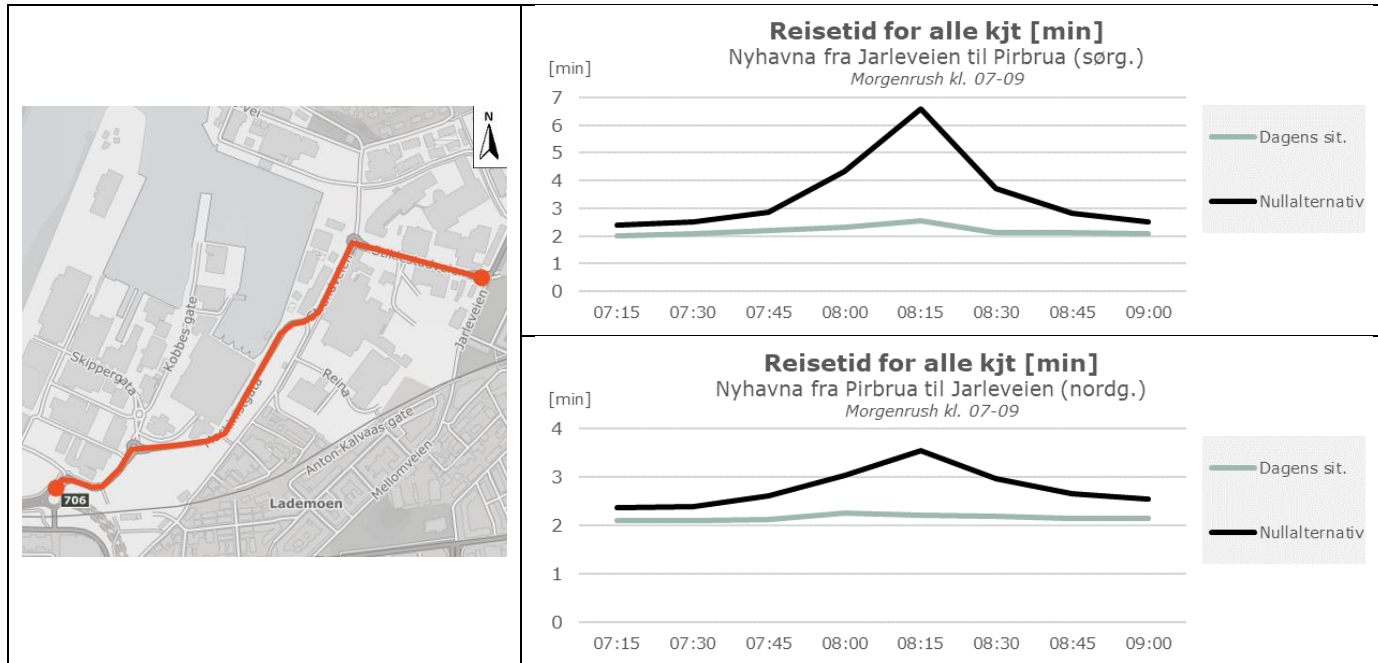 N
Kobbes gate
Skippergata
Jarleveien
Reina
Anton Kalvaas gate
Mellomveien
706
Lademoen
Reisetid for alle kjt [min]
Nyhavna fra Jarleveien til Pirbrua (sørg.)
Morgenrush kl. 07-09
[min]
7
6
5
4
3
2
1
0
07:15 07:30 07:45 08:00 08:15 08:30 08:45 09:00
Dagens sit.
Nullalternativ
Reisetid for alle kjt [min]
Nyhavna fra Pirbrua til Jarleveien (nordg.)
Morgenrush kl. 07-09
[min]
4
3
2
1
0
07:15 07:30 07:45 08:00 08:15 08:30 08:45 09:00
Dagens sit.
Nullalternativ